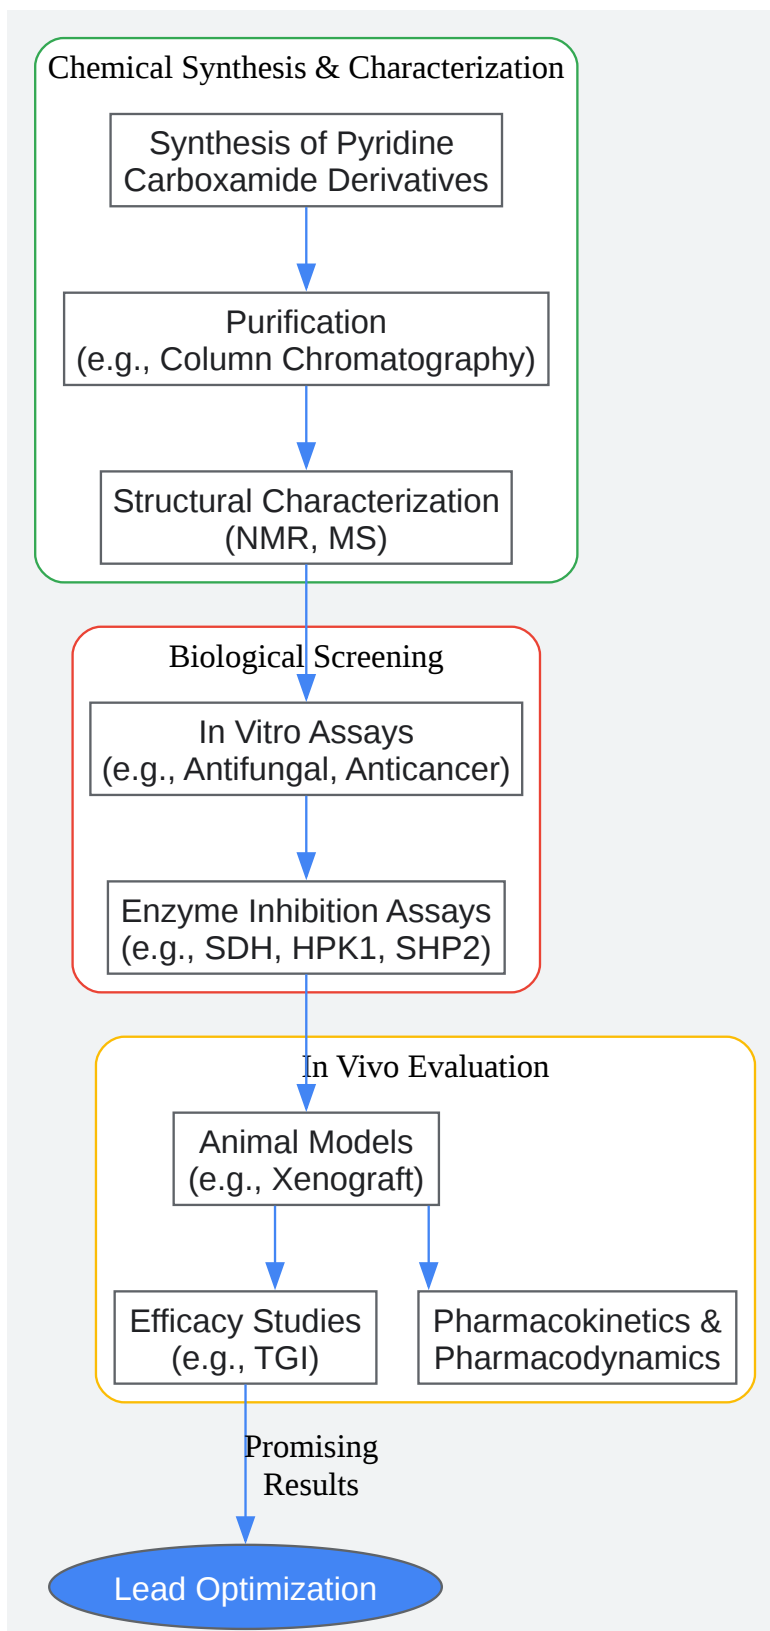 Chemical Synthesis & Characterization
Synthesis of Pyridine
Carboxamide Derivatives
Purification
(e.g., Column Chromatography)
Structural Characterization
(NMR, MS)
Biological Screening
In Vitro Assays
(e.g., Antifungal, Anticancer)
Enzyme Inhibition Assays
(e.g., SDH, HPK1, SHP2)
In Vivo Evaluation
Animal Models
(e.g., Xenograft)
Efficacy Studies
(e.g., TGI)
Pharmacokinetics &
Pharmacodynamics
Promising
Results
Lead Optimization